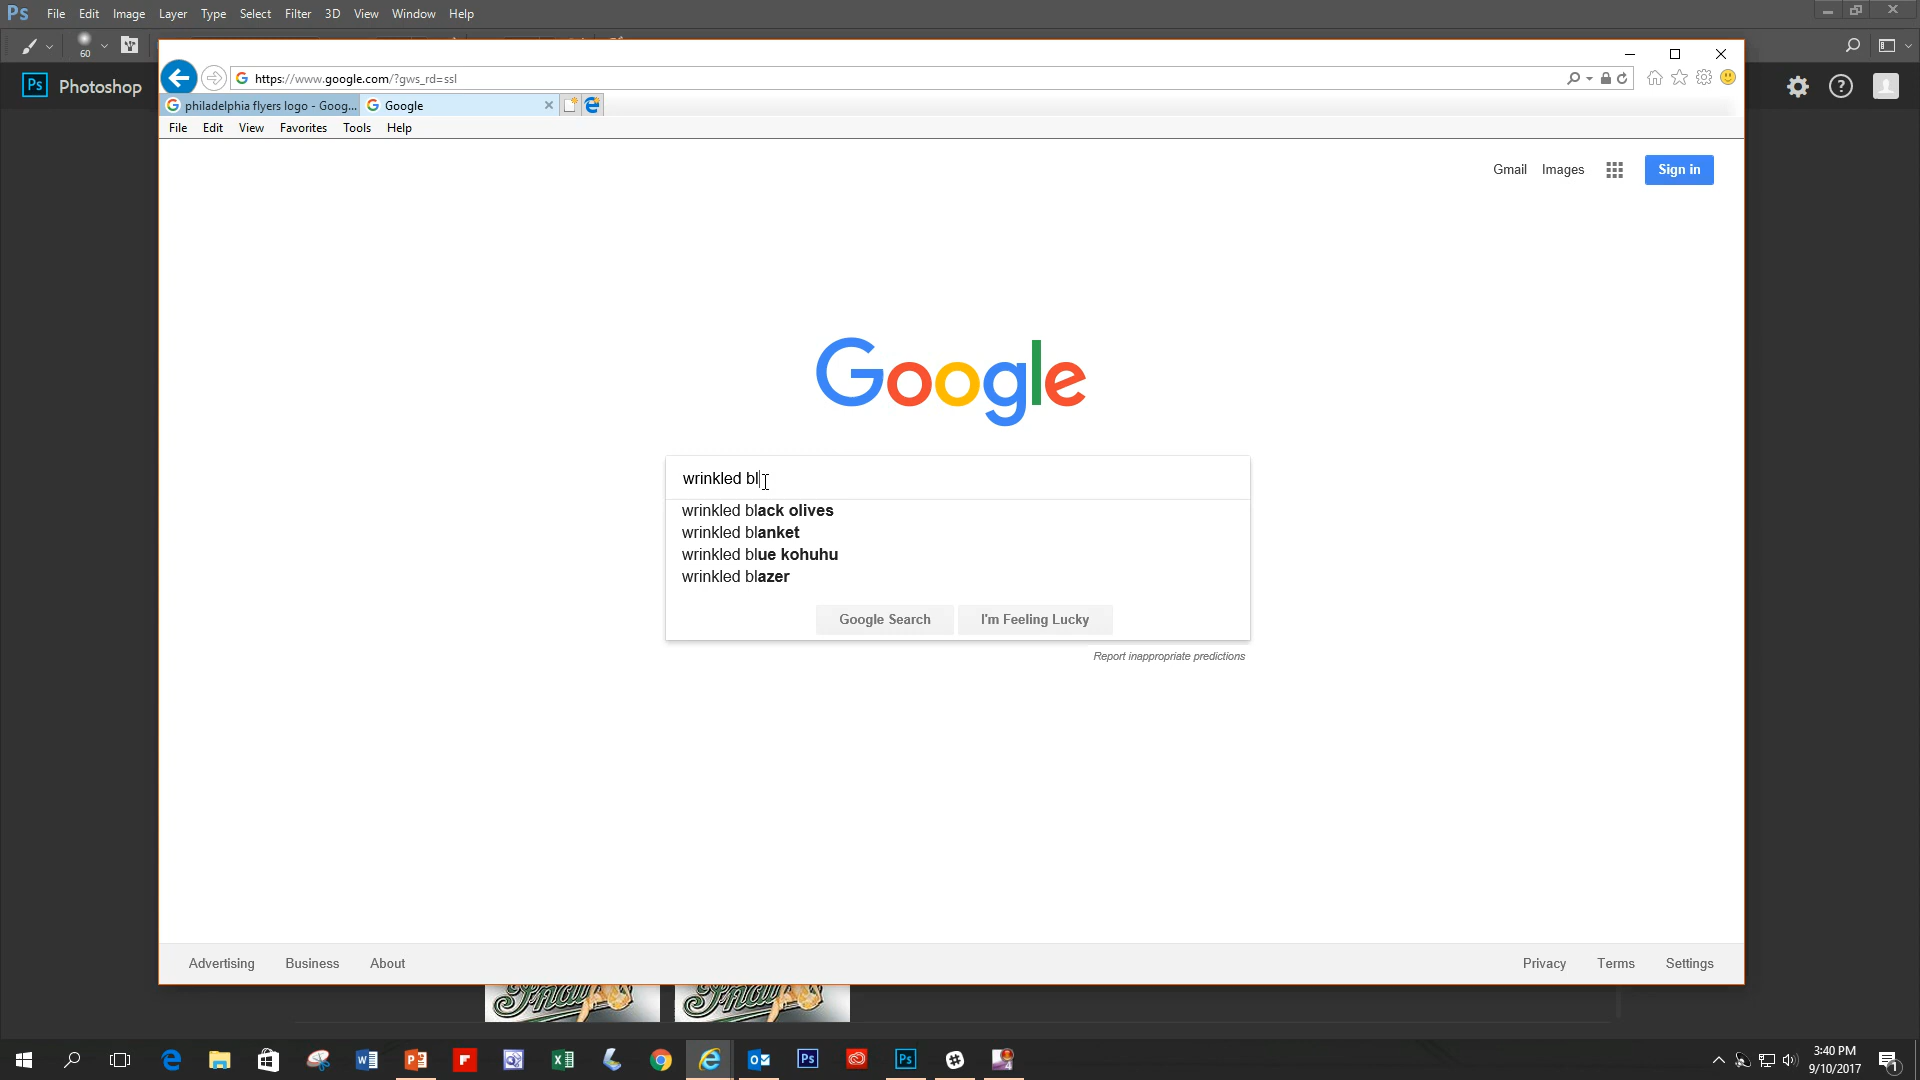 Ps File Edit Image Layer Type Select Filter 3D View Window Help
60
Ps Photoshop
https://www.google.com/?gws_rd=ssl
philadelphia flyers logo - Goog... Google
File Edit View Favorites Tools Help
Gmail Images Sign in
Google
wrinkled bl
wrinkled black olives
wrinkled blanket
wrinkled blue kohuhu
wrinkled blazer
Google Search I'm Feeling Lucky
Report inappropriate predictions
Advertising Business About Privacy Terms Settings
3:40 PM
9/10/2017